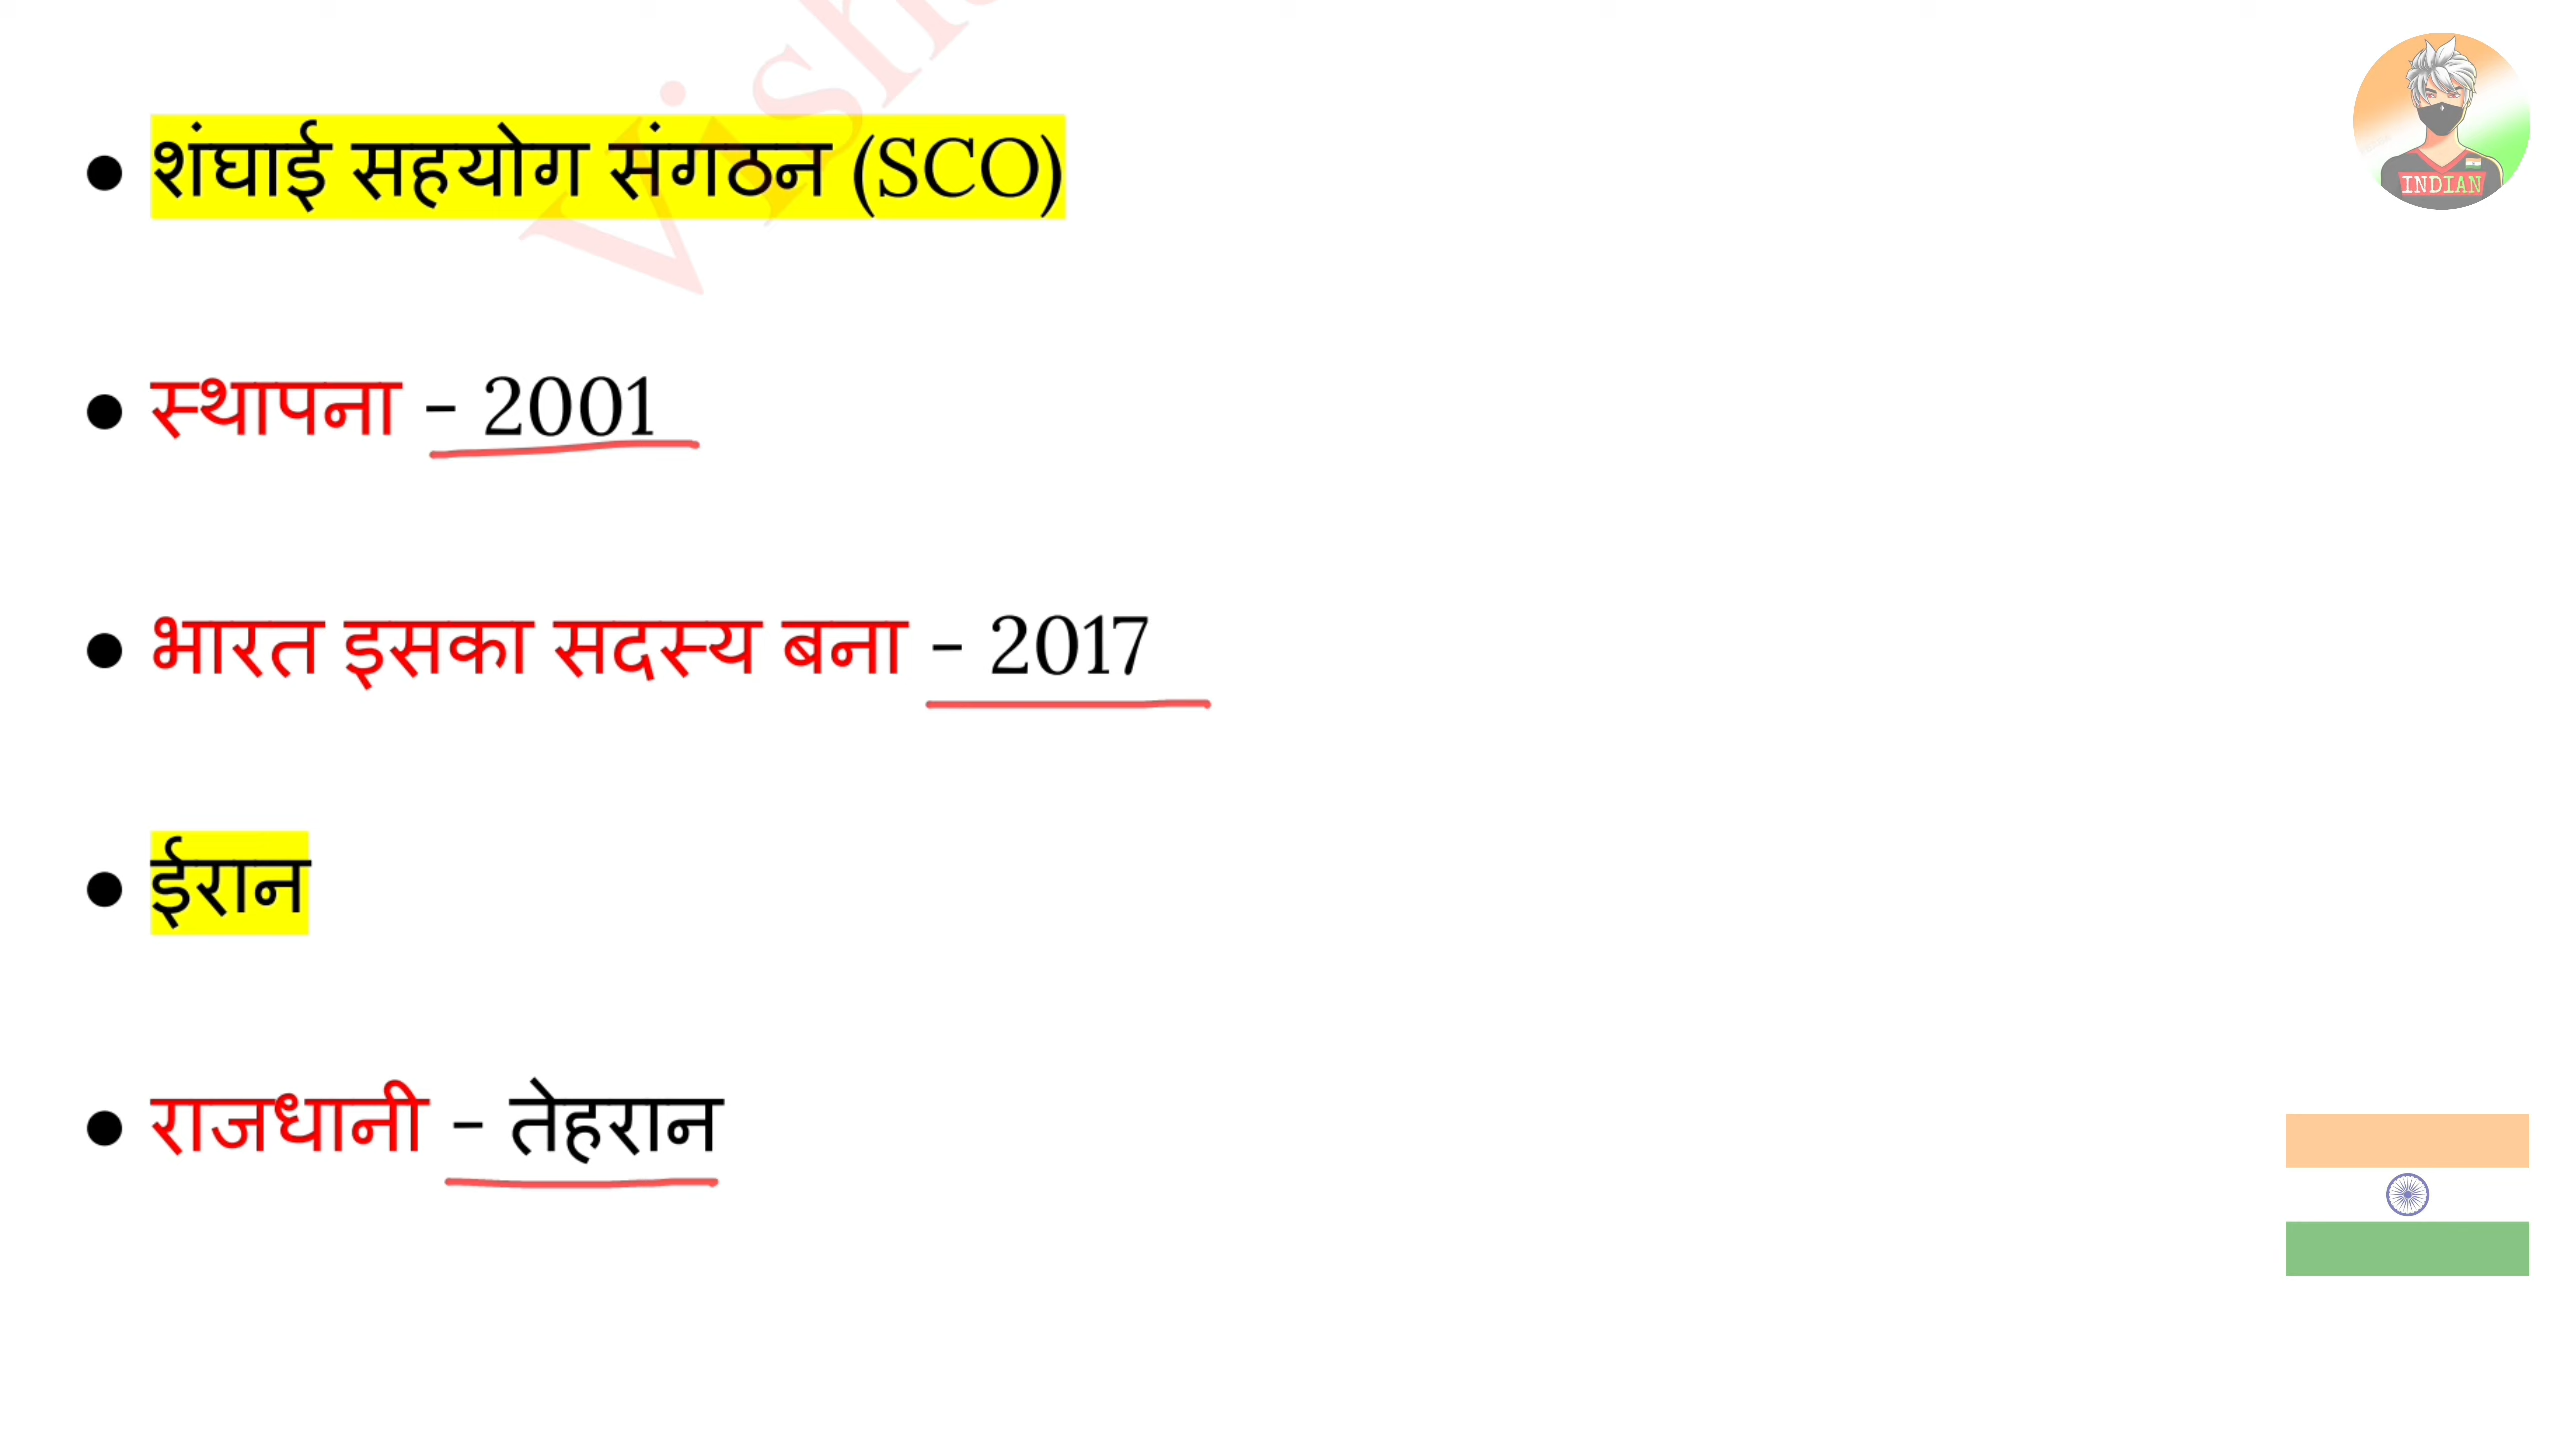 शंघाई सहयोग संगठन (SCO)
स्थापना - 2001
भारत इसका सदस्य बना - 2017
ईरान
राजधानी - तेहरान
INDIAN